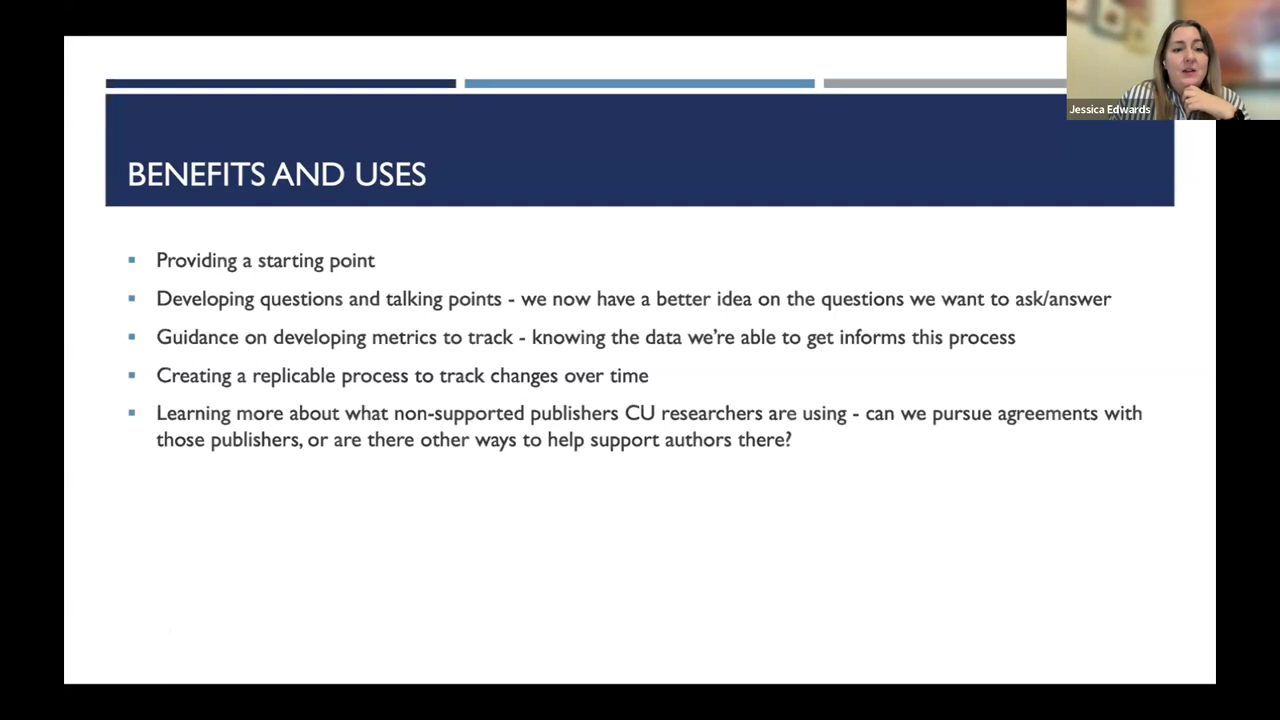 Jessica Edwards
BENEFITS AND USES
Providing a starting point
Developing questions and talking points - we now have a better idea on the questions we want to ask/answer
Guidance on developing metrics to track - knowing the data we're able to get informs this process
Creating a replicable process to track changes over time
Learning more about what non-supported publishers CU researchers are using - can we pursue agreements with
those publishers, or are there other ways to help support authors there?